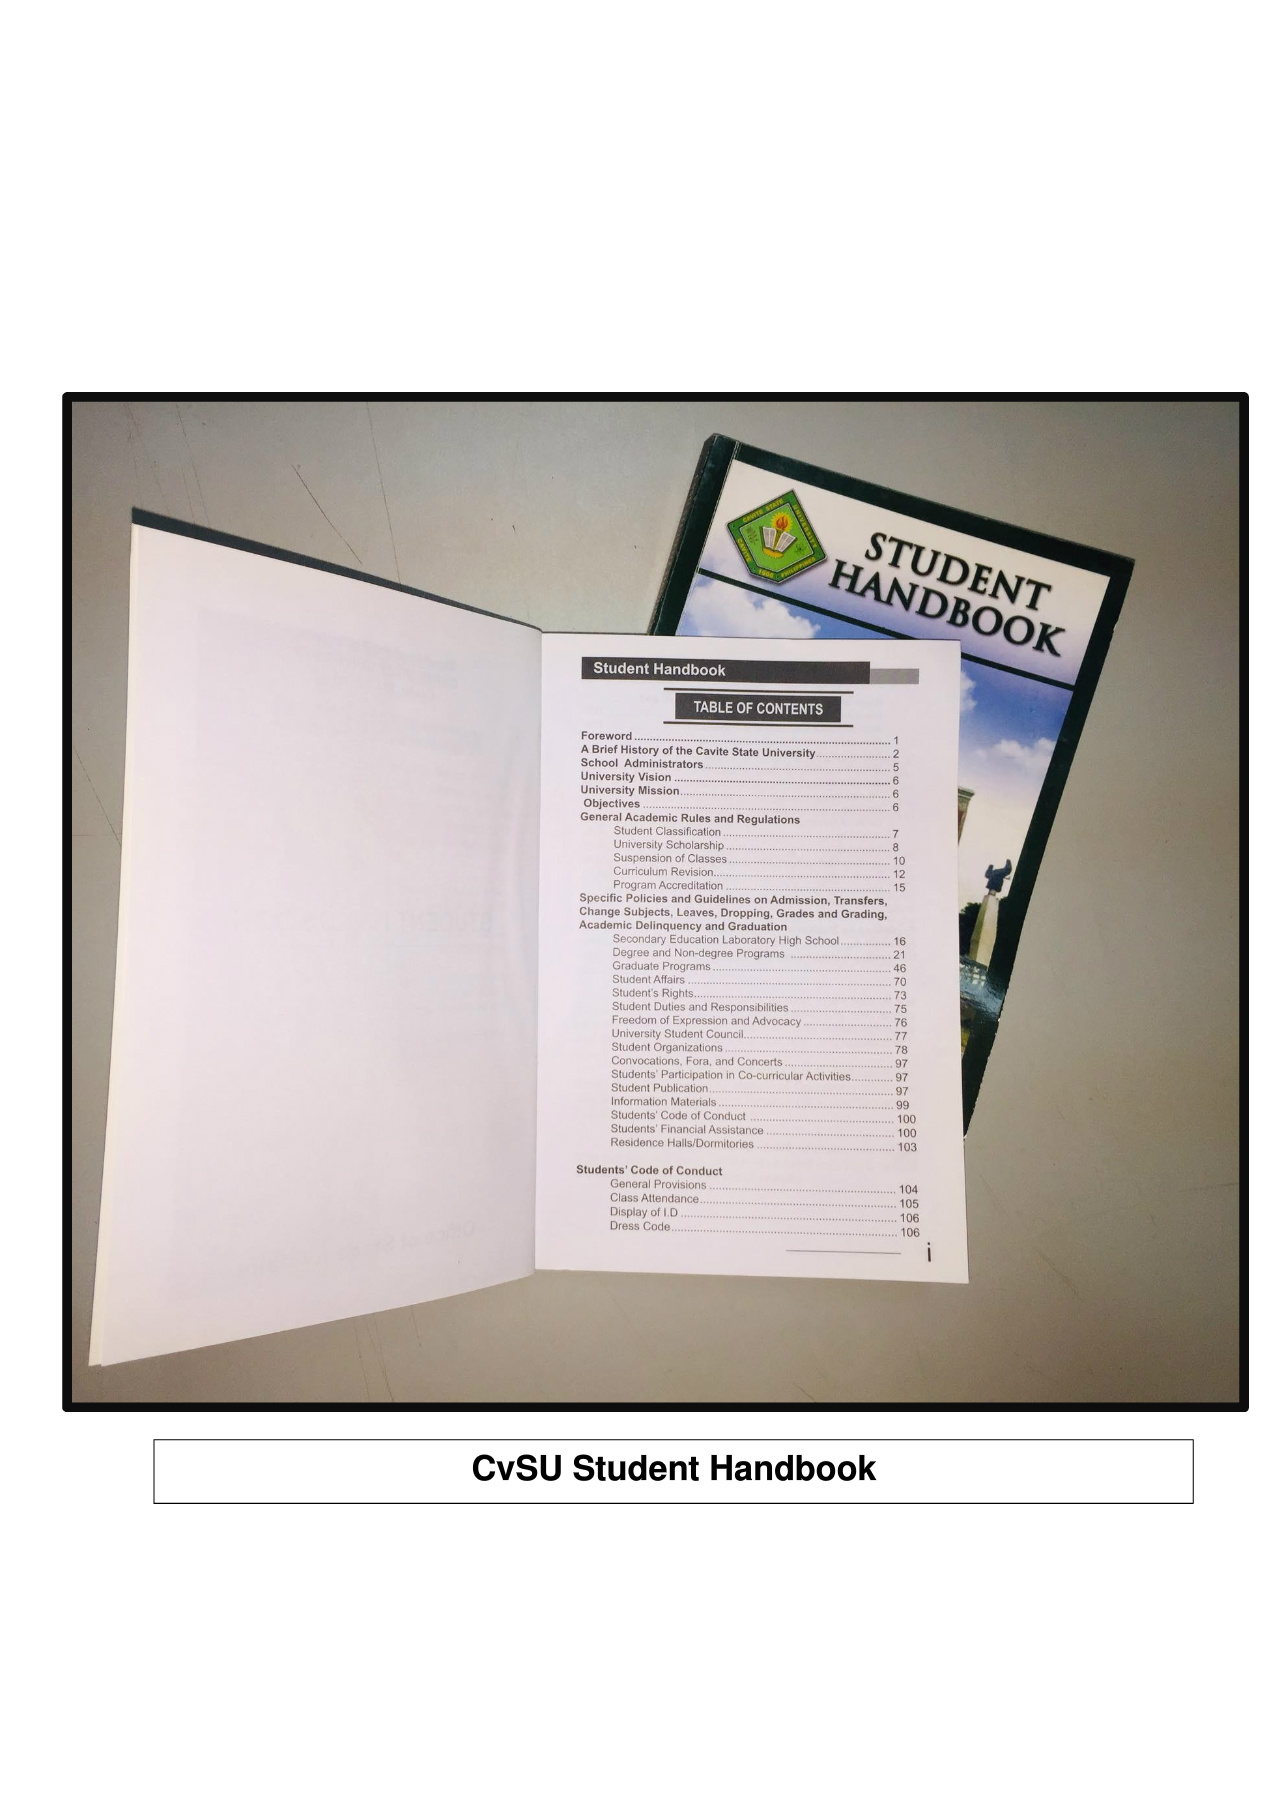 CAVITE STATE UNIVERSITY
CAVITE 1906 PHILIPPINES
STUDENT
HANDBOOK
Student Handbook
TABLE OF CONTENTS
Foreword ........ 1
A Brief History of the Cavite State University ........ 2
School Administrators ........ 5
University Vision ........ 6
University Mission ........ 6
Objectives ........ 6
General Academic Rules and Regulations
Student Classification ........ 7
University Scholarship ........ 8
Suspension of Classes ........ 10
Curriculum Revision ........ 12
Program Accreditation ........ 15
Specific Policies and Guidelines on Admission, Transfers,
Change Subjects, Leaves, Dropping, Grades and Grading,
Academic Delinquency and Graduation
Secondary Education Laboratory High School ........ 16
Degree and Non-degree Programs ........ 21
Graduate Programs ........ 46
Student Affairs ........ 70
Student's Rights ........ 73
Student Duties and Responsibilities ........ 75
Freedom of Expression and Advocacy ........ 76
University Student Council ........ 77
Student Organizations ........ 78
Convocations, Fora, and Concerts ........ 97
Students' Participation in Co-curricular Activities ........ 97
Student Publication ........ 97
Information Materials ........ 99
Students' Code of Conduct ........ 100
Students' Financial Assistance ........ 100
Residence Halls/Dormitories ........ 103
Students' Code of Conduct
General Provisions ........ 104
Class Attendance ........ 105
Display of I.D ........ 106
Dress Code ........ 106
i
CvSU Student Handbook